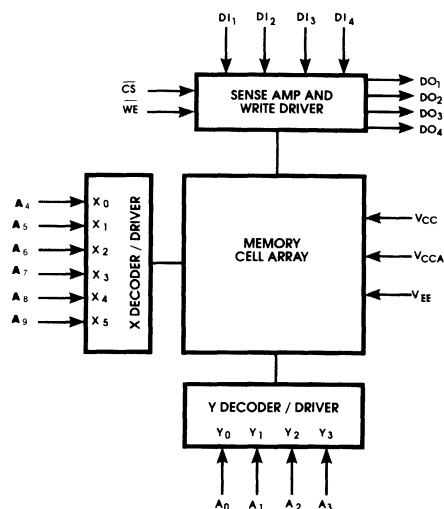 DI1 DI2 DI3 DI4
CS
WE
SENSE AMP AND
WRITE DRIVER
DO1
DO2
DO3
DO4
A4
A5
A6
A7
A8
A9
X0
X1
X2
X3
X4
X5
X DECODER / DRIVER
MEMORY
CELL ARRAY
VCC
VCCA
VEE
Y DECODER / DRIVER
Y0 Y1 Y2 Y3
A0 A1 A2 A3